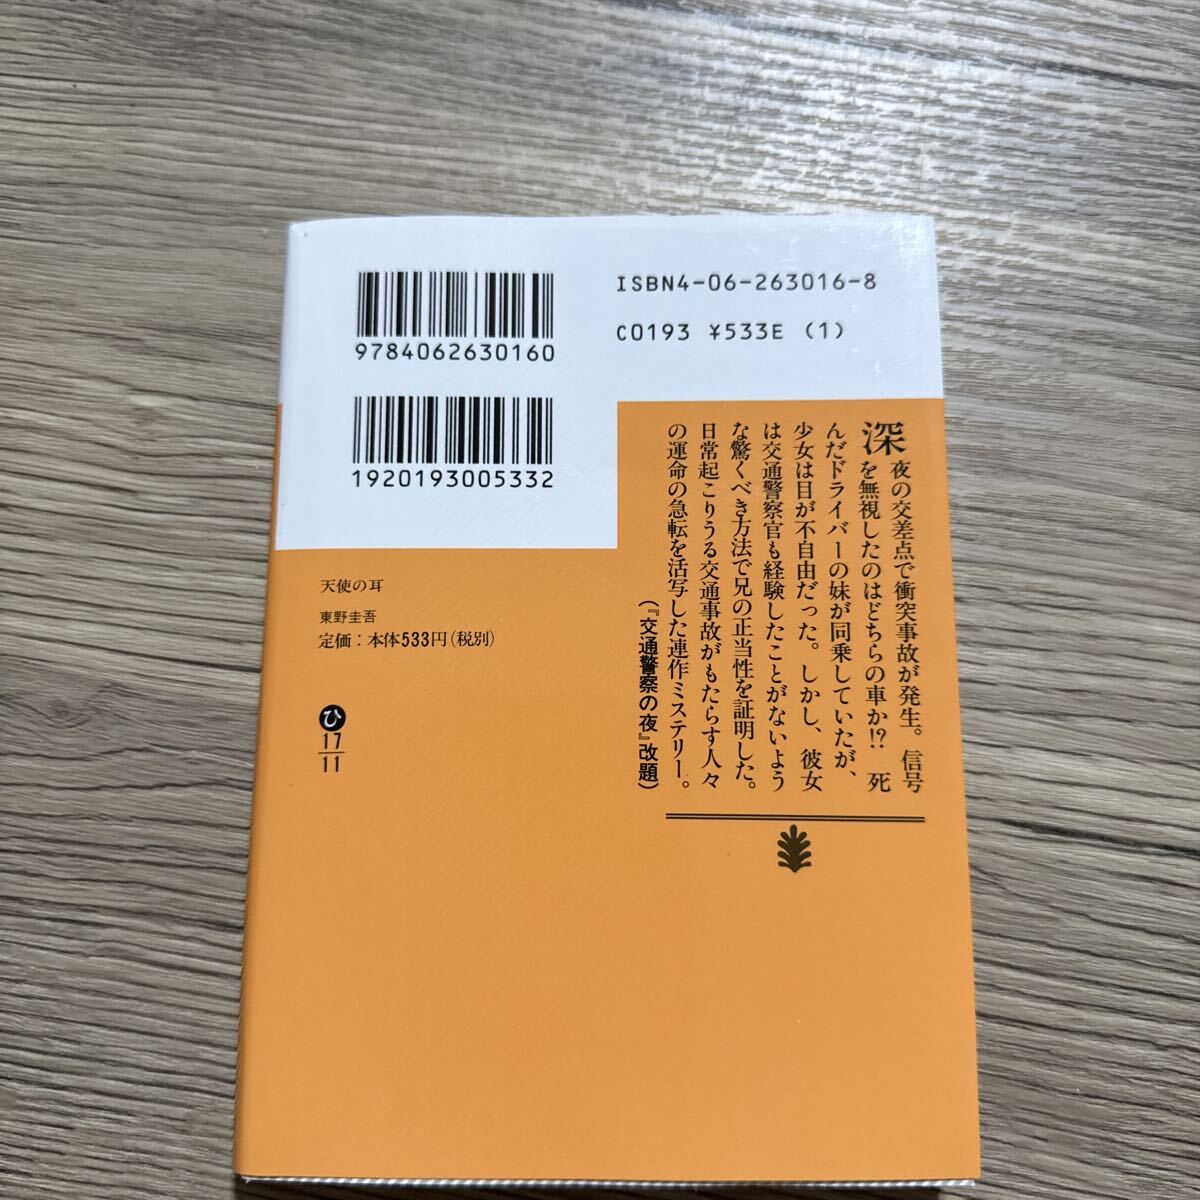 ISBN4-06-263016-8
C0193 ¥533E (1)
9784062630160
1920193005332
深夜の交差点で衝突事故が発生。信号
を無視したのはどちらの車か!? 死
んだドライバーの妹が同乗していたが、
少女は目が不自由だった。しかし、彼女
は交通警察官も経験したことがないよう
な驚くべき方法で兄の正当性を証明した。
日常起こりうる交通事故がもたらす人々
の運命の急転を活写した連作ミステリー。
(『交通警察の夜』改題)
天使の耳
東野圭吾
定価:本体533円(税別)
ひ
17
11